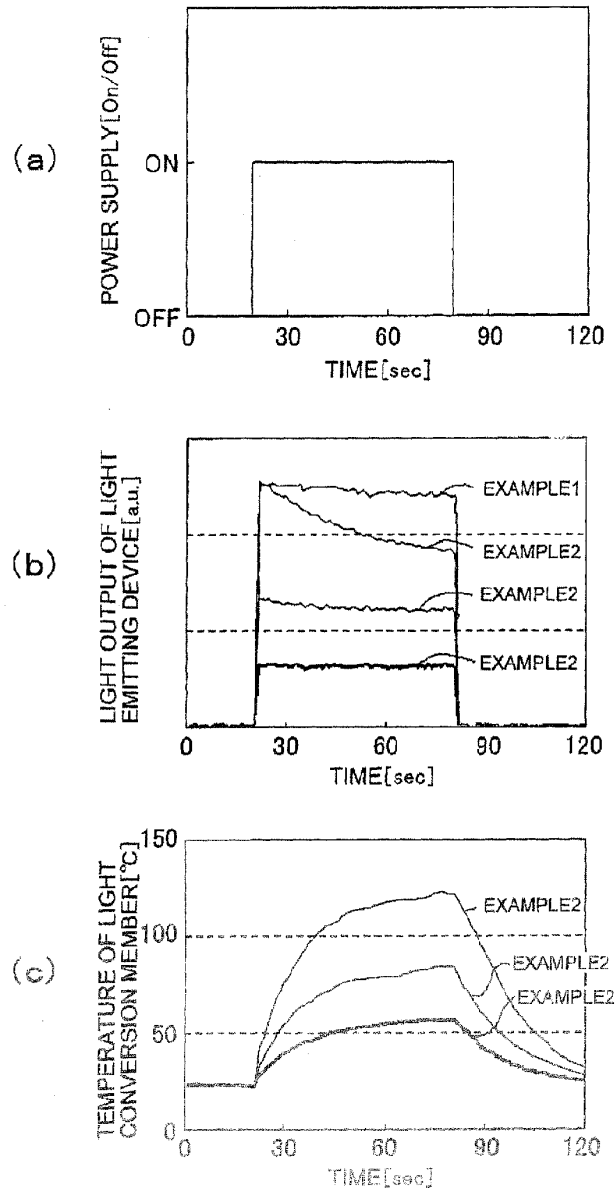 (a)
POWER SUPPLY[On/Off]
ON
OFF
0 30 60 90 120
TIME[sec]
(b)
LIGHT OUTPUT OF LIGHT
EMITTING DEVICE[a.u.]
EXAMPLE1
EXAMPLE2
EXAMPLE2
EXAMPLE2
0 30 60 90 120
TIME[sec]
(c)
TEMPERATURE OF LIGHT
CONVERSION MEMBER[°C]
150
100
50
0
EXAMPLE2
EXAMPLE2
EXAMPLE2
0 30 60 90 120
TIME[sec]